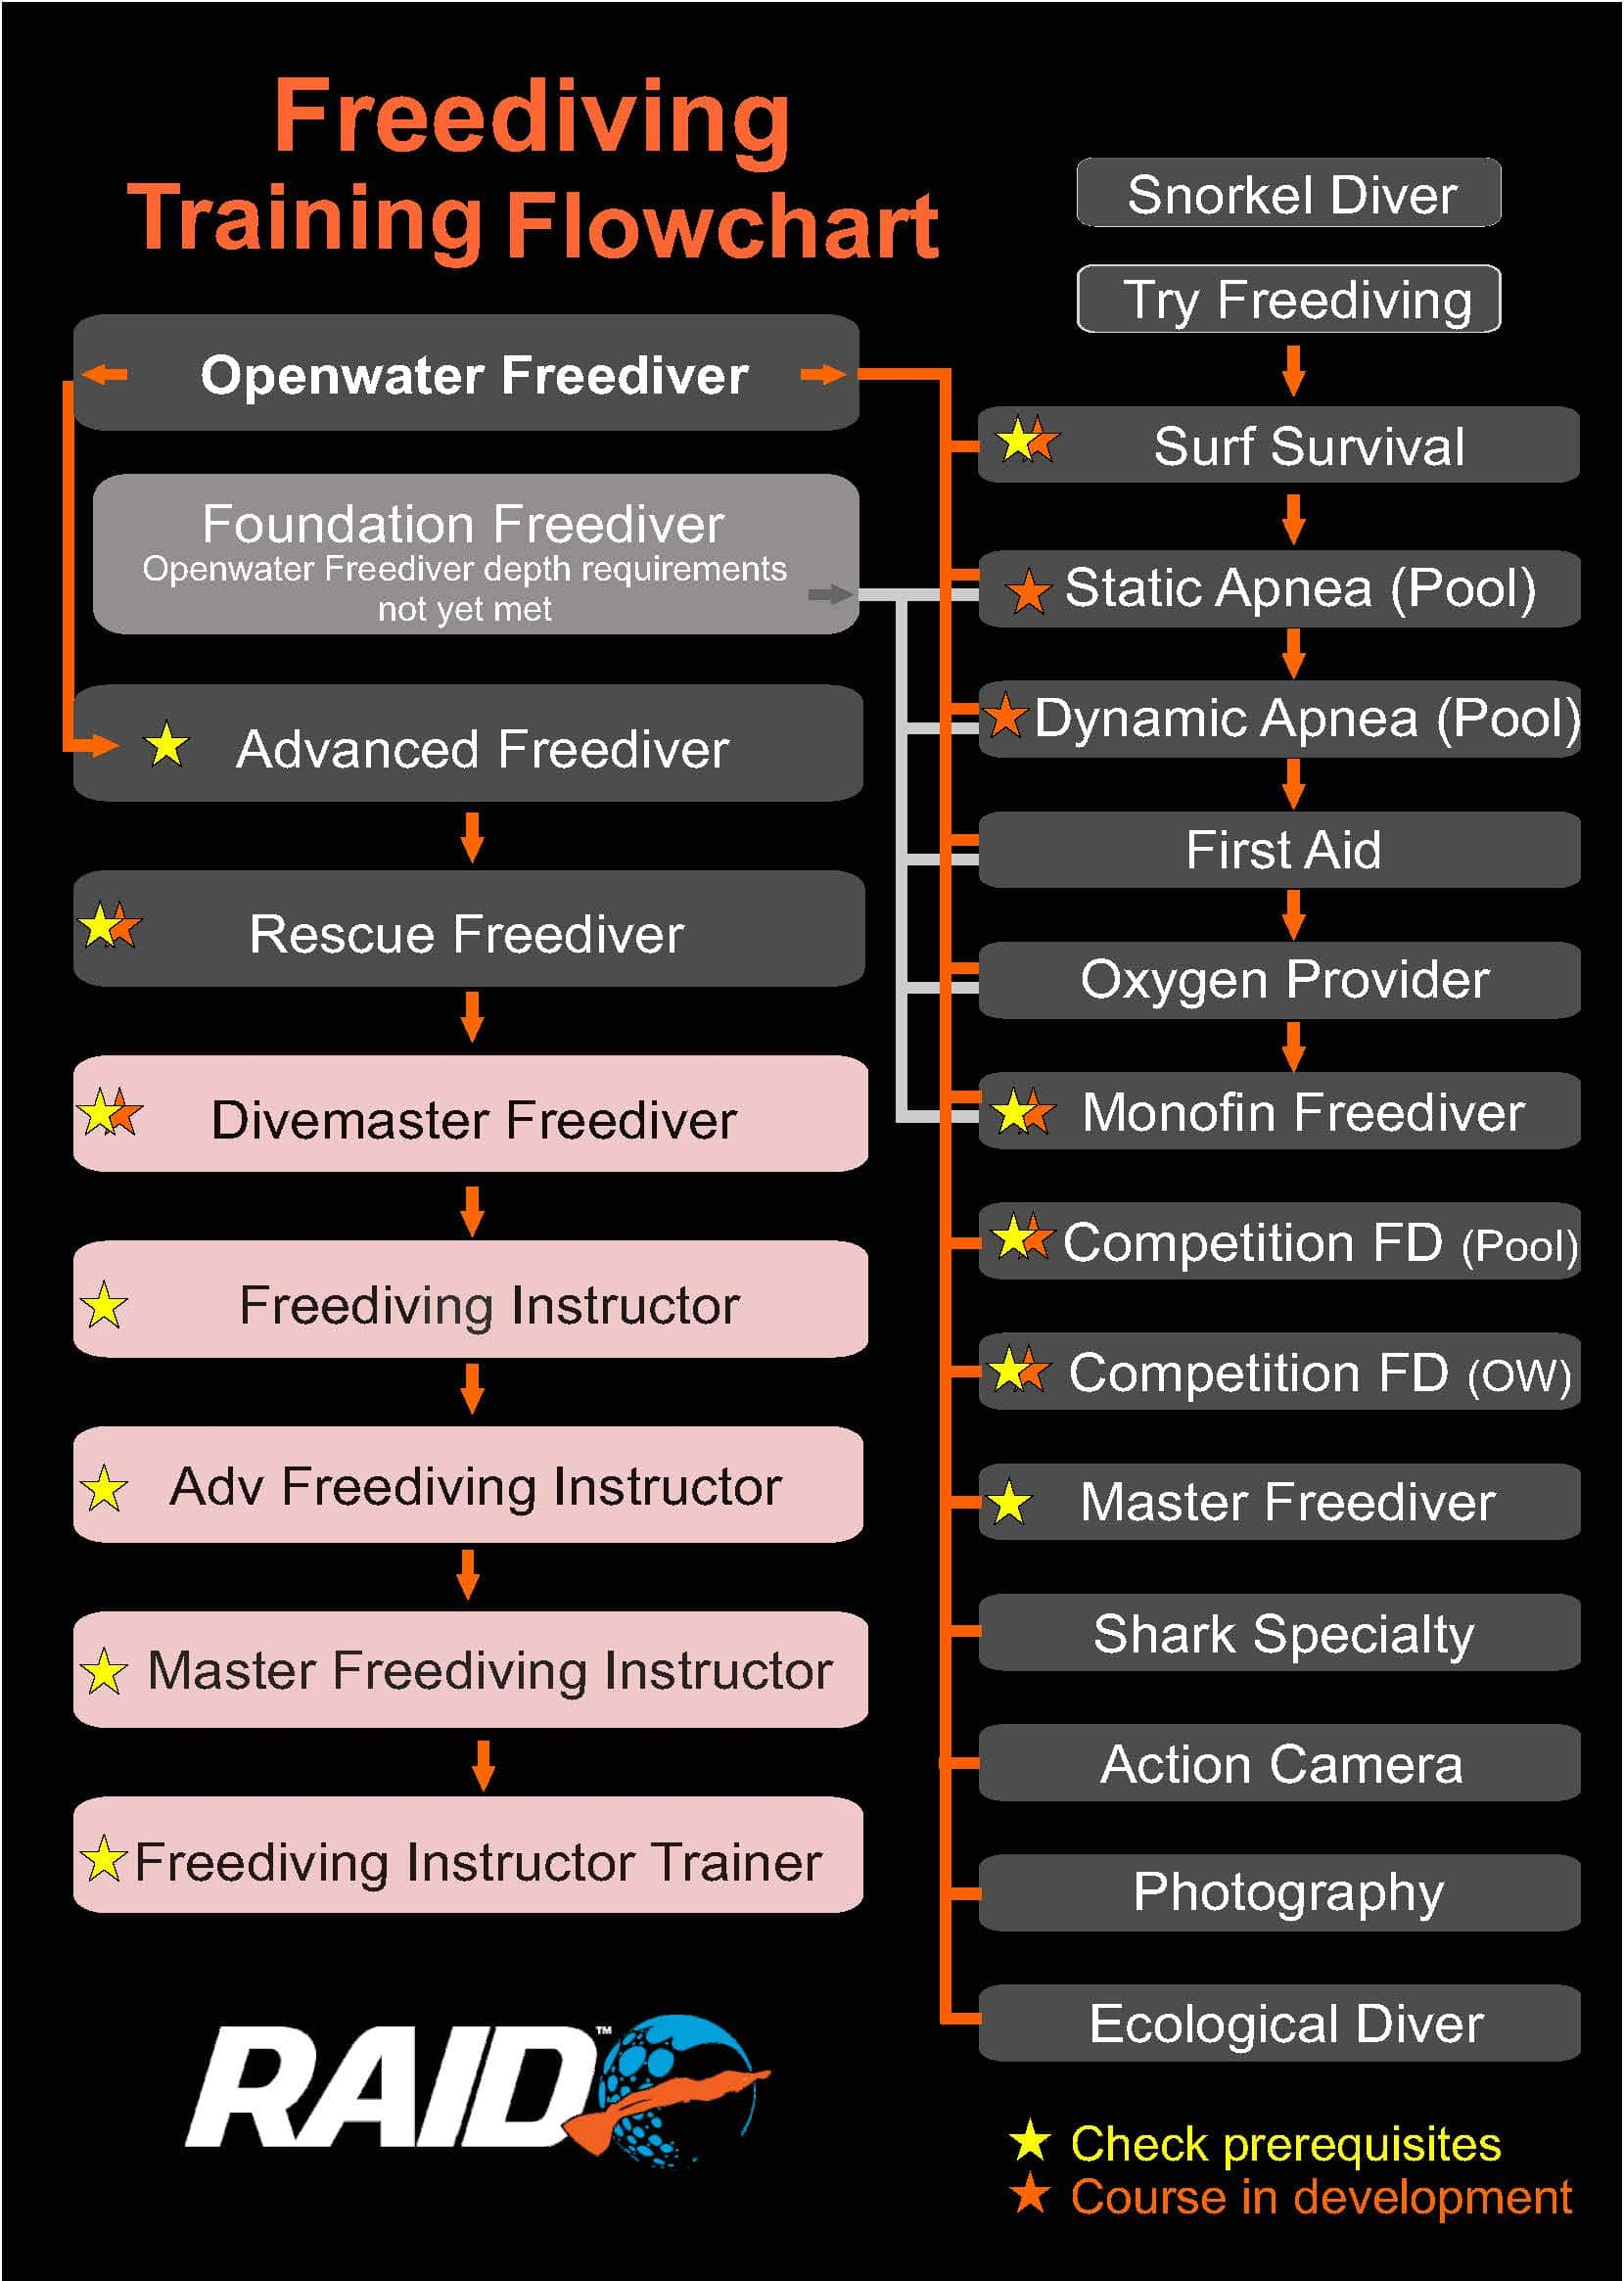 Freediving
Training Flowchart
Openwater Freediver
Foundation Freediver
Openwater Freediver depth requirements
not yet met
Advanced Freediver
Rescue Freediver
Divemaster Freediver
Freediving Instructor
Adv Freediving Instructor
Master Freediving Instructor
Freediving Instructor Trainer
RAID™
Snorkel Diver
Try Freediving
Surf Survival
Static Apnea (Pool)
Dynamic Apnea (Pool)
First Aid
Oxygen Provider
Monofin Freediver
Competition FD (Pool)
Competition FD (OW)
Master Freediver
Shark Specialty
Action Camera
Photography
Ecological Diver
Check prerequisites
Course in development